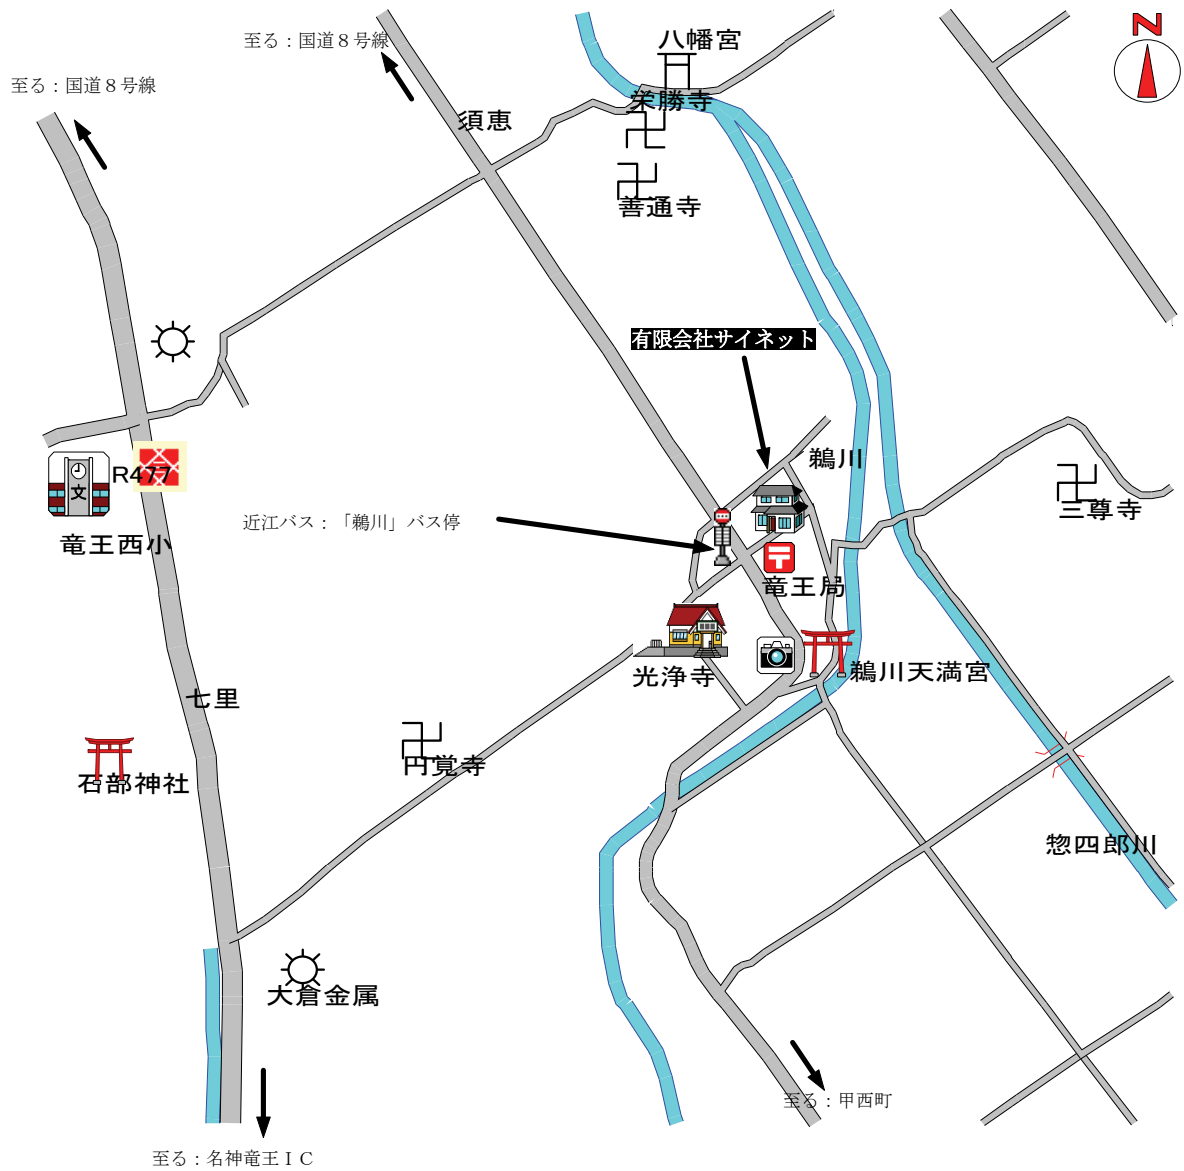 至る：国道８号線
至る：国道８号線
八幡宮
N
栄勝寺
須恵
善通寺
有限会社サイネット
鵜川
R477
文
三尊寺
近江バス：「鵜川」バス停
竜王西小
竜王局
光浄寺
鵜川天満宮
七里
円覚寺
石部神社
惣四郎川
大倉金属
至る：甲西町
至る：名神竜王ＩＣ